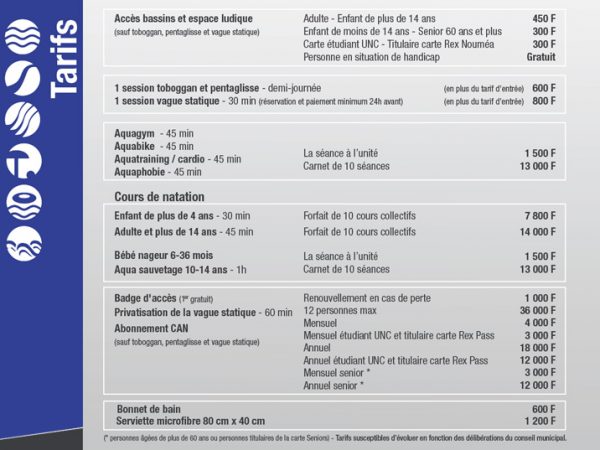 Tarifs
Accès bassins et espace ludique Adulte - Enfant de plus de 14 ans 450 F
(sauf toboggan, pentaglisse et vague statique) Enfant de moins de 14 ans - Senior 60 ans et plus 300 F
Carte étudiant UNC - Titulaire carte Rex Nouméa 300 F
Personne en situation de handicap Gratuit
1 session toboggan et pentaglisse - demi-journée (en plus du tarif d'entrée) 600 F
1 session vague statique - 30 min (réservation et paiement minimum 24h avant) (en plus du tarif d'entrée) 800 F
Aquagym - 45 min
Aquabike - 45 min
Aquatraining / cardio - 45 min La séance à l'unité 1 500 F
Aquaphobie - 45 min Carnet de 10 séances 13 000 F
Cours de natation
Enfant de plus de 4 ans - 30 min Forfait de 10 cours collectifs 7 800 F
Adulte et plus de 14 ans - 45 min Forfait de 10 cours collectifs 14 000 F
Bébé nageur 6-36 mois La séance à l'unité 1 500 F
Aqua sauvetage 10-14 ans - 1h Carnet de 10 séances 13 000 F
Badge d'accès (1er gratuit) Renouvellement en cas de perte 1 000 F
Privatisation de la vague statique - 60 min 12 personnes max 36 000 F
Abonnement CAN Mensuel 4 000 F
(sauf toboggan, pentaglisse et vague statique) Mensuel étudiant UNC et titulaire carte Rex Pass 3 000 F
Annuel 18 000 F
Annuel étudiant UNC et titulaire carte Rex Pass 12 000 F
Mensuel senior * 3 000 F
Annuel senior * 12 000 F
Bonnet de bain 600 F
Serviette microfibre 80 cm x 40 cm 1 200 F
(* personnes âgées de plus de 60 ans ou personnes titulaires de la carte Seniors) - Tarifs susceptibles d'évoluer en fonction des délibérations du conseil municipal.